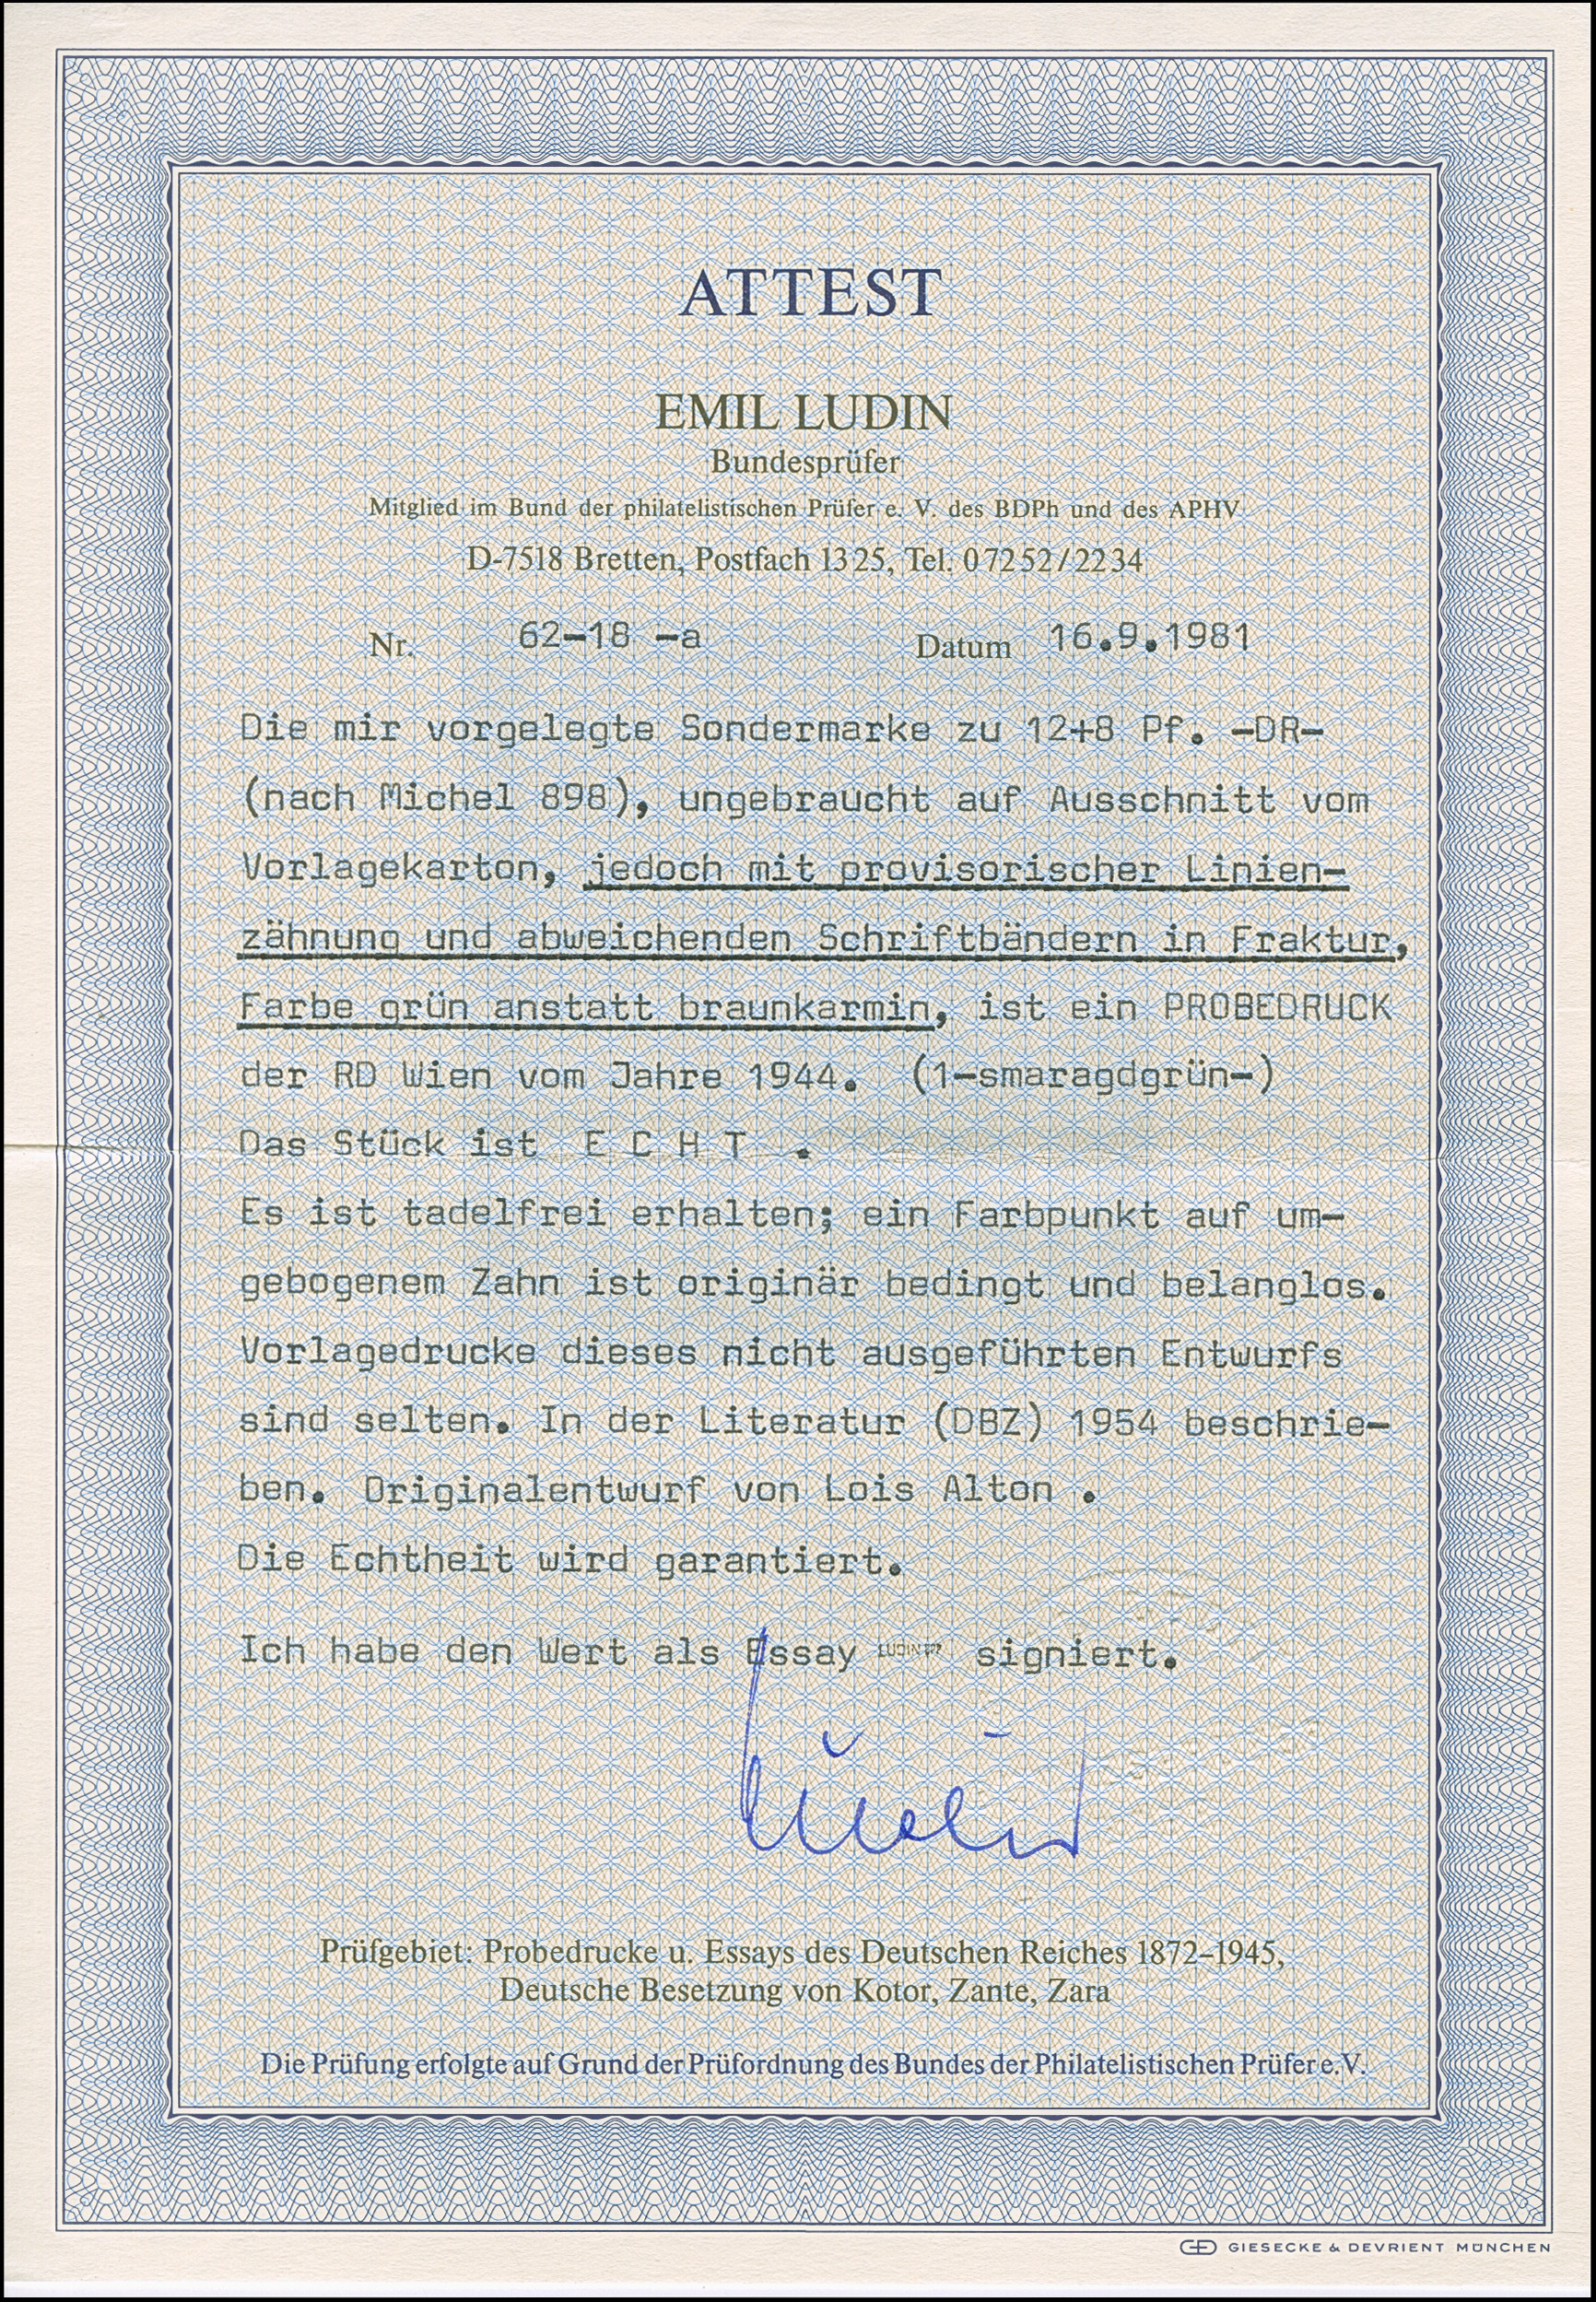 ATTEST
EMIL LUDIN
Bundesprüfer
Mitglied im Bund der philatelistischen Prüfer e. V. des BDPh und des APHV
D-7518 Bretten, Postfach 1325, Tel. 07252/2234
Nr. 62-18 -a Datum 16.9.1981
Die mir vorgelegte Sondermarke zu 12+8 Pf. -DR-
(nach Michel 898), ungebraucht auf Ausschnitt vom
Vorlagekarton, jedoch mit provisorischer Linien-
zähnung und abweichenden Schriftbändern in Fraktur,
Farbe grün anstatt braunkarmin, ist ein PROBEDRUCK
der RD Wien vom Jahre 1944. (1-smaragdgrün-)
Das Stück ist E C H T .
Es ist tadelfrei erhalten; ein Farbpunkt auf um-
gebogenem Zahn ist originär bedingt und belanglos.
Vorlagedrucke dieses nicht ausgeführten Entwurfs
sind selten. In der Literatur (DBZ) 1954 beschrie-
ben. Originalentwurf von Lois Alton .
Die Echtheit wird garantiert.
Ich habe den Wert als Essay LUDIN BPP signiert.
Ludin
Prüfgebiet: Probedrucke u. Essays des Deutschen Reiches 1872-1945,
Deutsche Besetzung von Kotor, Zante, Zara
Die Prüfung erfolgte auf Grund der Prüfordnung des Bundes der Philatelistischen Prüfer e.V.
GIESECKE & DEVRIENT MÜNCHEN